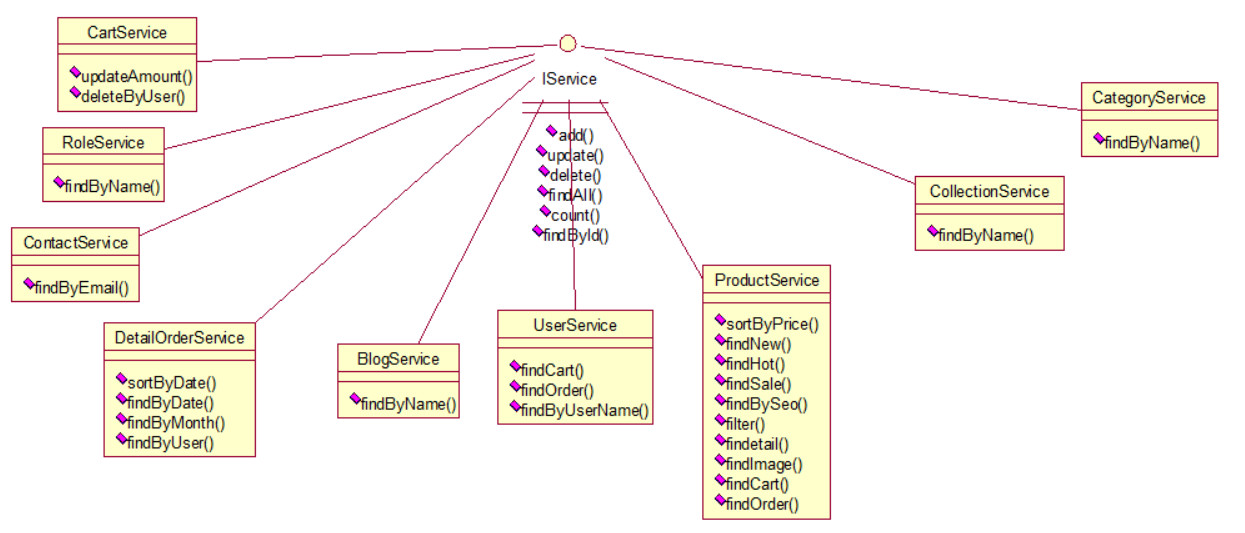 CartService
updateAmount()
deleteByUser()
RoleService
findByName()
ContactService
findByEmail()
DetailOrderService
sortByDate()
findByDate()
findByMonth()
findByUser()
BlogService
findByName()
IService
add()
update()
delete()
findAll()
count()
findById()
UserService
findCart()
findOrder()
findByUserName()
ProductService
sortByPrice()
findNew()
findHot()
findSale()
findBySeo()
filter()
findetail()
findImage()
findCart()
findOrder()
CollectionService
findByName()
CategoryService
findByName()